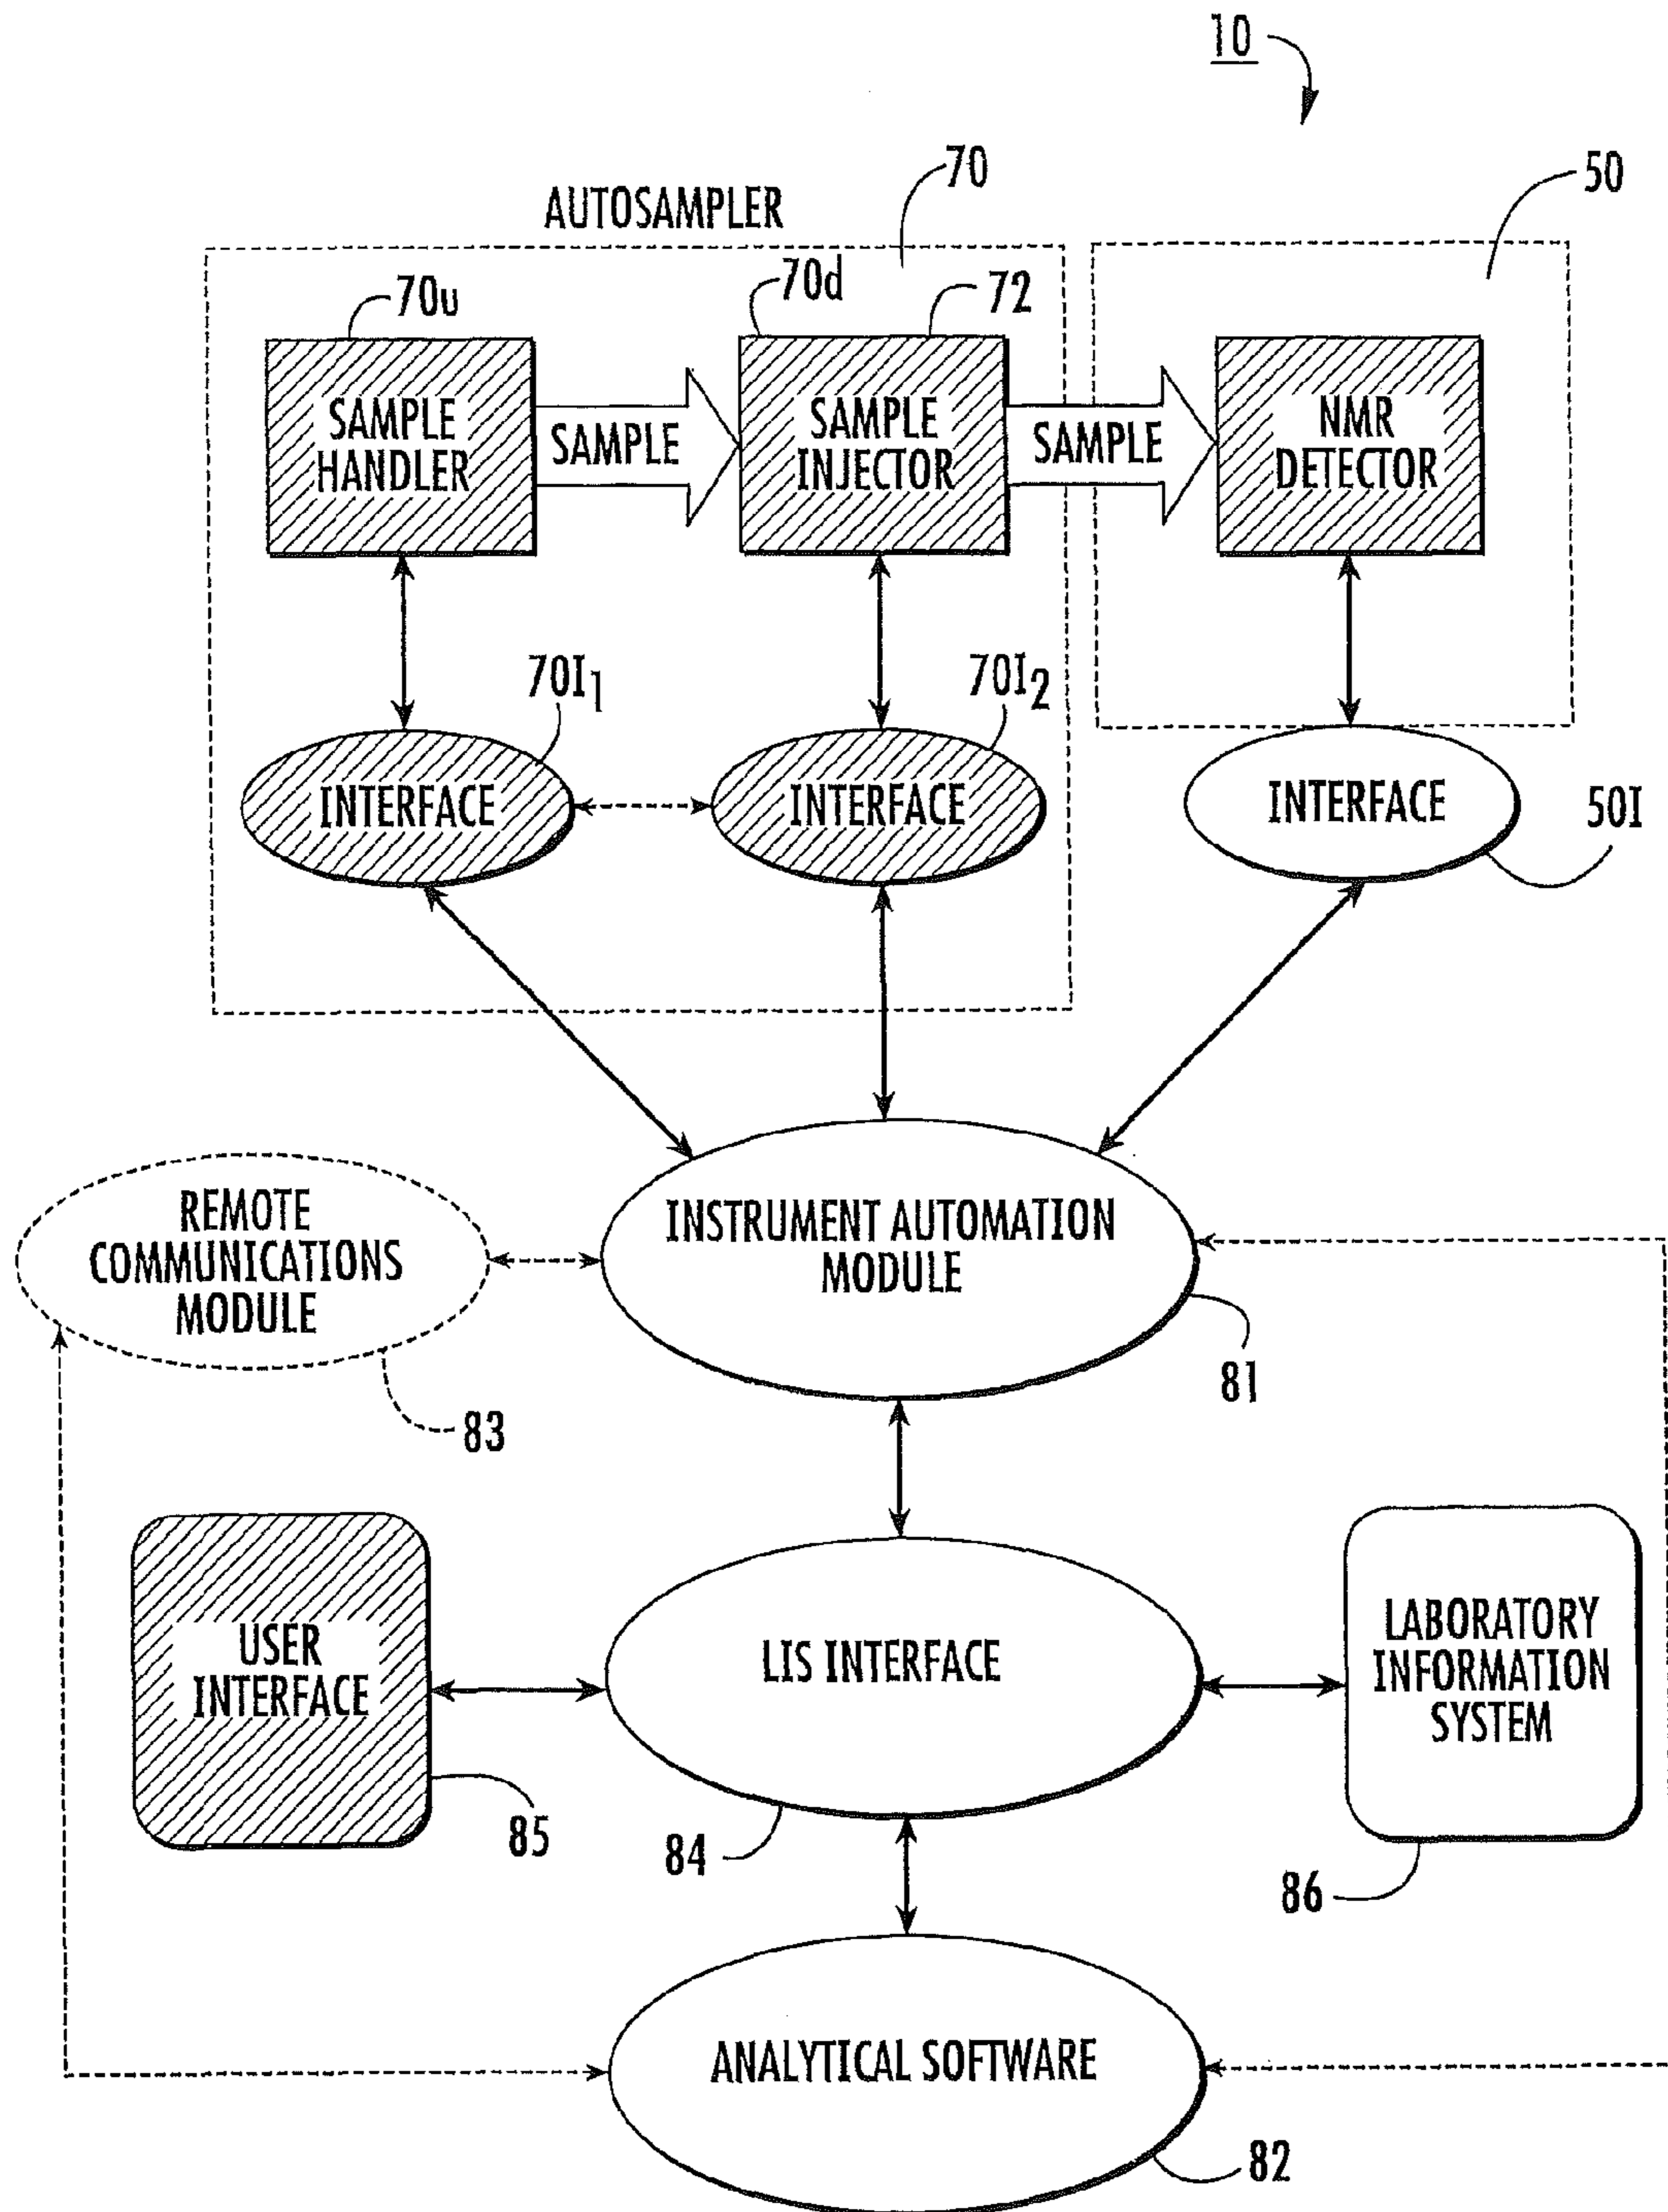 10
70
50
AUTOSAMPLER
70u
70d
72
SAMPLE
HANDLER
SAMPLE
SAMPLE
INJECTOR
SAMPLE
NMR
DETECTOR
70I1
70I2
INTERFACE
INTERFACE
INTERFACE
50I
REMOTE
COMMUNICATIONS
MODULE
INSTRUMENT AUTOMATION
MODULE
81
83
USER
INTERFACE
LIS INTERFACE
LABORATORY
INFORMATION
SYSTEM
85
84
86
ANALYTICAL SOFTWARE
82